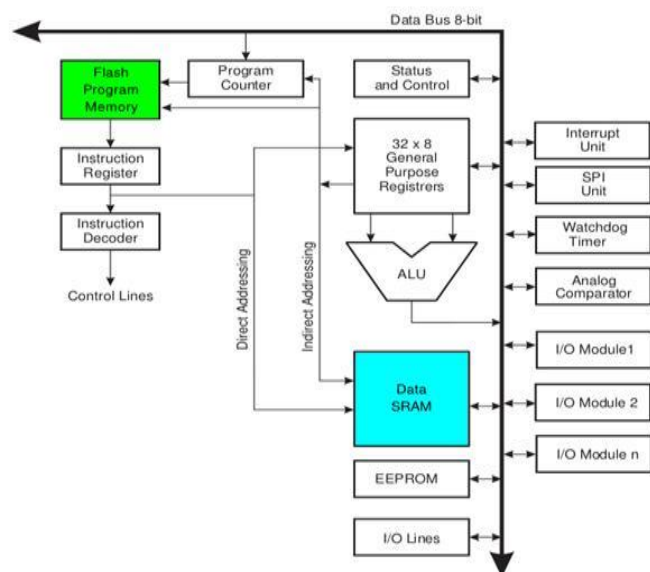 Data Bus 8-bit
Flash
Program
Memory
Program
Counter
Status
and Control
Instruction
Register
32 x 8
General
Purpose
Registrers
Interrupt
Unit
SPI
Unit
Instruction
Decoder
Watchdog
Timer
Control Lines
Direct Addressing
Indirect Addressing
ALU
Analog
Comparator
I/O Module1
Data
SRAM
I/O Module 2
I/O Module n
EEPROM
I/O Lines